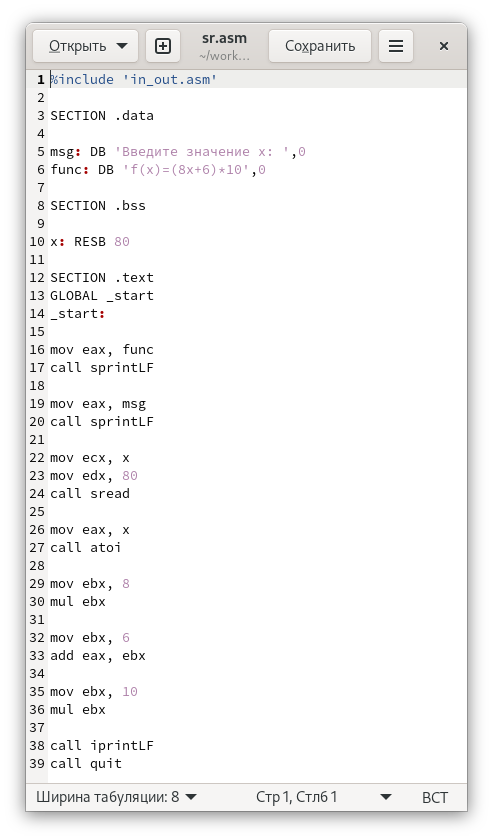 Открыть
sr.asm
~/work…
Сохранить
1 %include 'in_out.asm'
2
3 SECTION .data
4
5 msg: DB 'Введите значение x: ',0
6 func: DB 'f(x)=(8x+6)*10',0
7
8 SECTION .bss
9
10 x: RESB 80
11
12 SECTION .text
13 GLOBAL _start
14 _start:
15
16 mov eax, func
17 call sprintLF
18
19 mov eax, msg
20 call sprintLF
21
22 mov ecx, x
23 mov edx, 80
24 call sread
25
26 mov eax, x
27 call atoi
28
29 mov ebx, 8
30 mul ebx
31
32 mov ebx, 6
33 add eax, ebx
34
35 mov ebx, 10
36 mul ebx
37
38 call iprintLF
39 call quit
Ширина табуляции: 8 Стр 1, Стлб 1 ВСТ